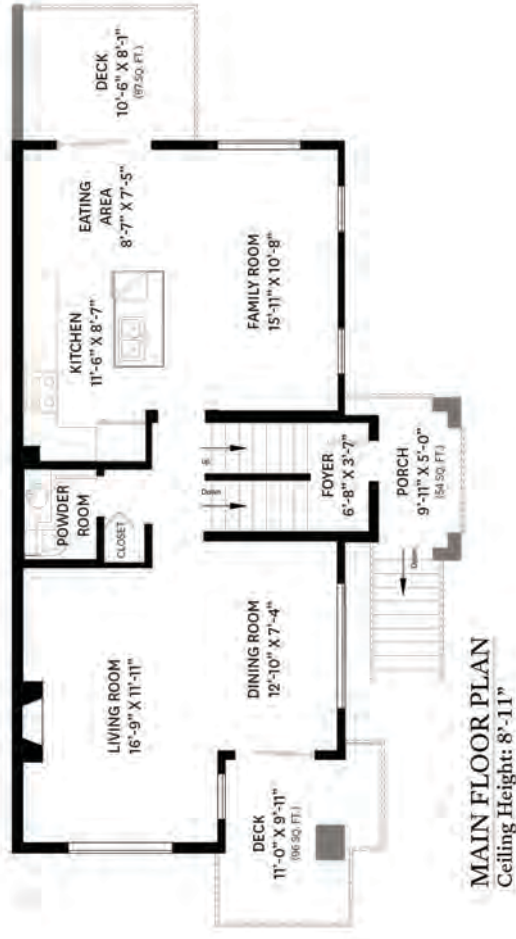 DECK
10'-6" X 8'-1"
(87 SQ. FT.)
EATING
AREA
8'-7" X 7'-5"
KITCHEN
11'-6" X 8'-7"
FAMILY ROOM
15'-11" X 10'-8"
POWDER
ROOM
CLOSET
Up
Down
FOYER
6'-8" X 3'-7"
PORCH
9'-11" X 5'-0"
(54 SQ. FT.)
Down
LIVING ROOM
16'-9" X 11'-11"
DINING ROOM
12'-10" X 7'-4"
DECK
11'-0" X 9'-11"
(96 SQ. FT.)
MAIN FLOOR PLAN
Ceiling Height: 8'-11"